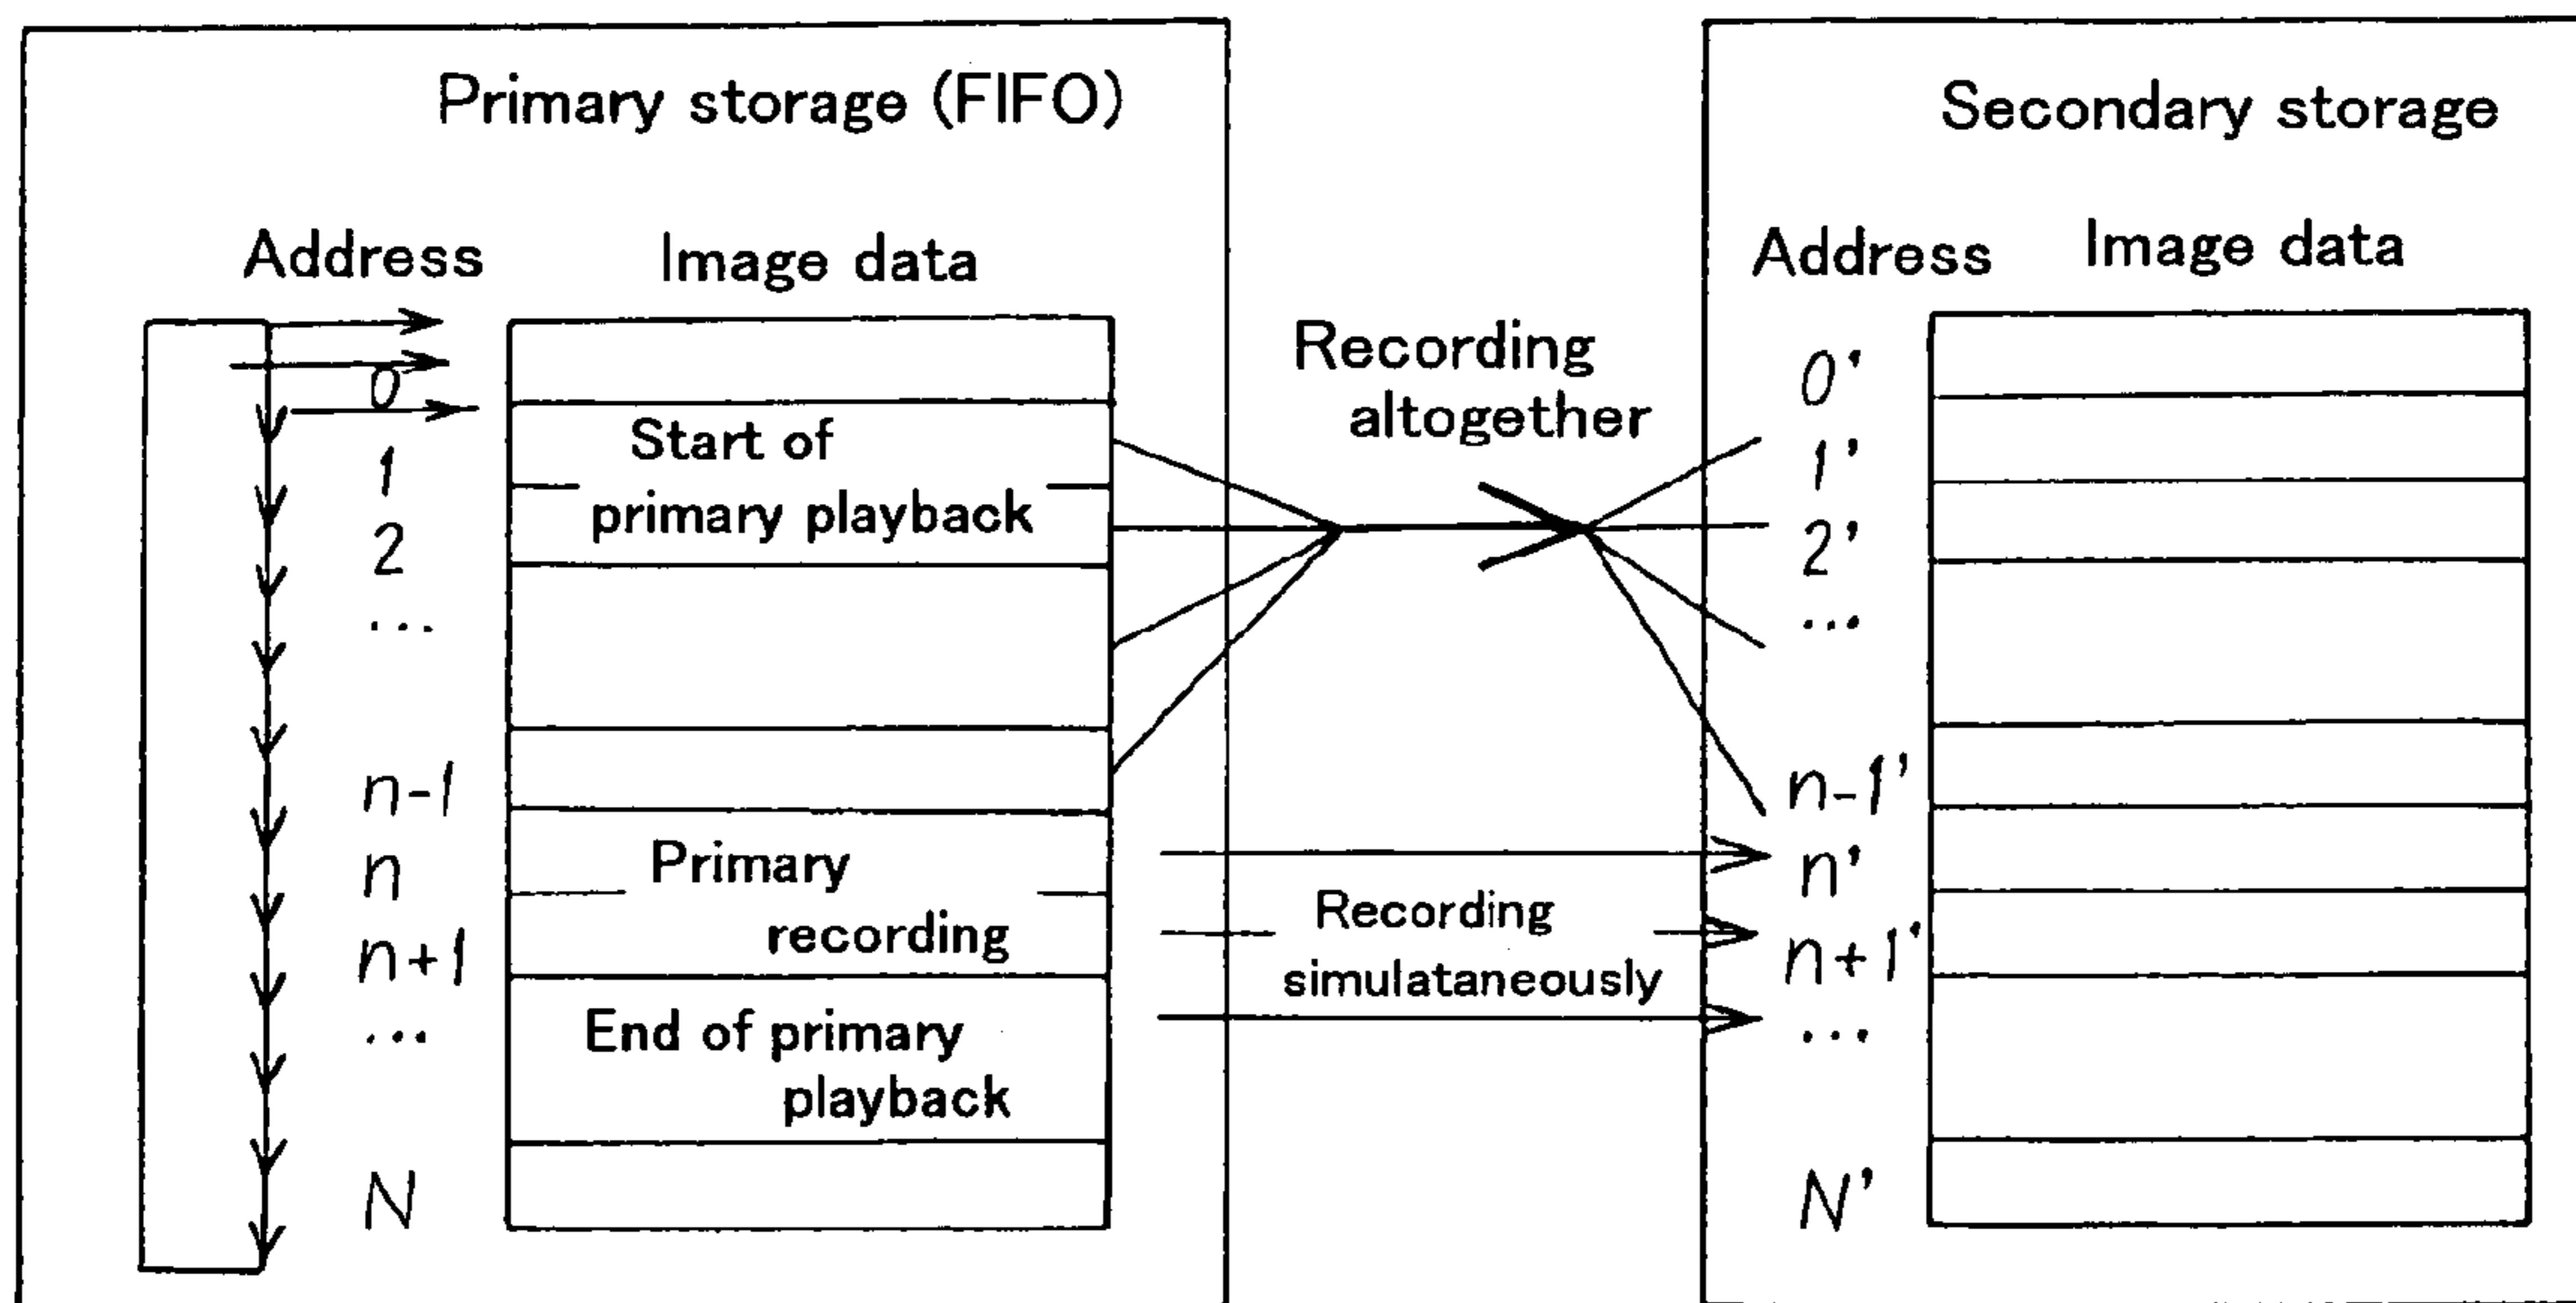 Primary storage (FIFO)
Address
Image data
0
1
2
...
n-1
n
n+1
...
N
Start of
primary playback
Primary
recording
End of primary
playback
Recording
altogether
Recording
simulataneously
Secondary storage
Address
Image data
0'
1'
2'
...
n-1'
n'
n+1'
...
N'